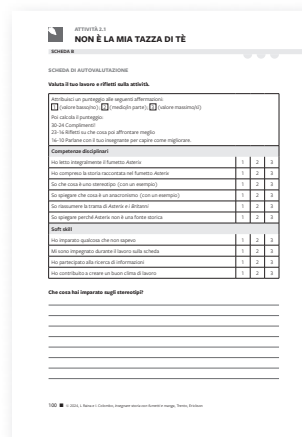 ATTIVITÀ 2.1
NON È LA MIA TAZZA DI TÈ
SCHEDA B
SCHEDA DI AUTOVALUTAZIONE
Valuta il tuo lavoro e rifletti sulla attività.
Attribuisci un punteggio alle seguenti affermazioni:
1 (valore basso/no); 2 (medio/in parte); 3 (valore massimo/sì)
Poi calcola il punteggio:
30-24 Complimenti!
23-16 Rifletti su che cosa poi affrontare meglio
16-10 Parlane con il tuo insegnante per capire come migliorare.
Competenze disciplinari
Ho letto integralmente il fumetto Asterix 1 2 3
Ho compreso la storia raccontata nel fumetto Asterix 1 2 3
So che cosa è uno stereotipo (con un esempio) 1 2 3
So spiegare che cosa è un anacronismo (con un esempio) 1 2 3
So riassumere la trama di Asterix e i Britanni 1 2 3
So spiegare perché Asterix non è una fonte storica 1 2 3
Soft skill
Ho imparato qualcosa che non sapevo 1 2 3
Mi sono impegnato durante il lavoro sulla scheda 1 2 3
Ho partecipato alla ricerca di informazioni 1 2 3
Ho contribuito a creare un buon clima di lavoro 1 2 3
Che cosa hai imparato sugli stereotipi?
100 © 2024, I. Colombo, Insegnare storia con fumetti e manga, Trento, Erickson